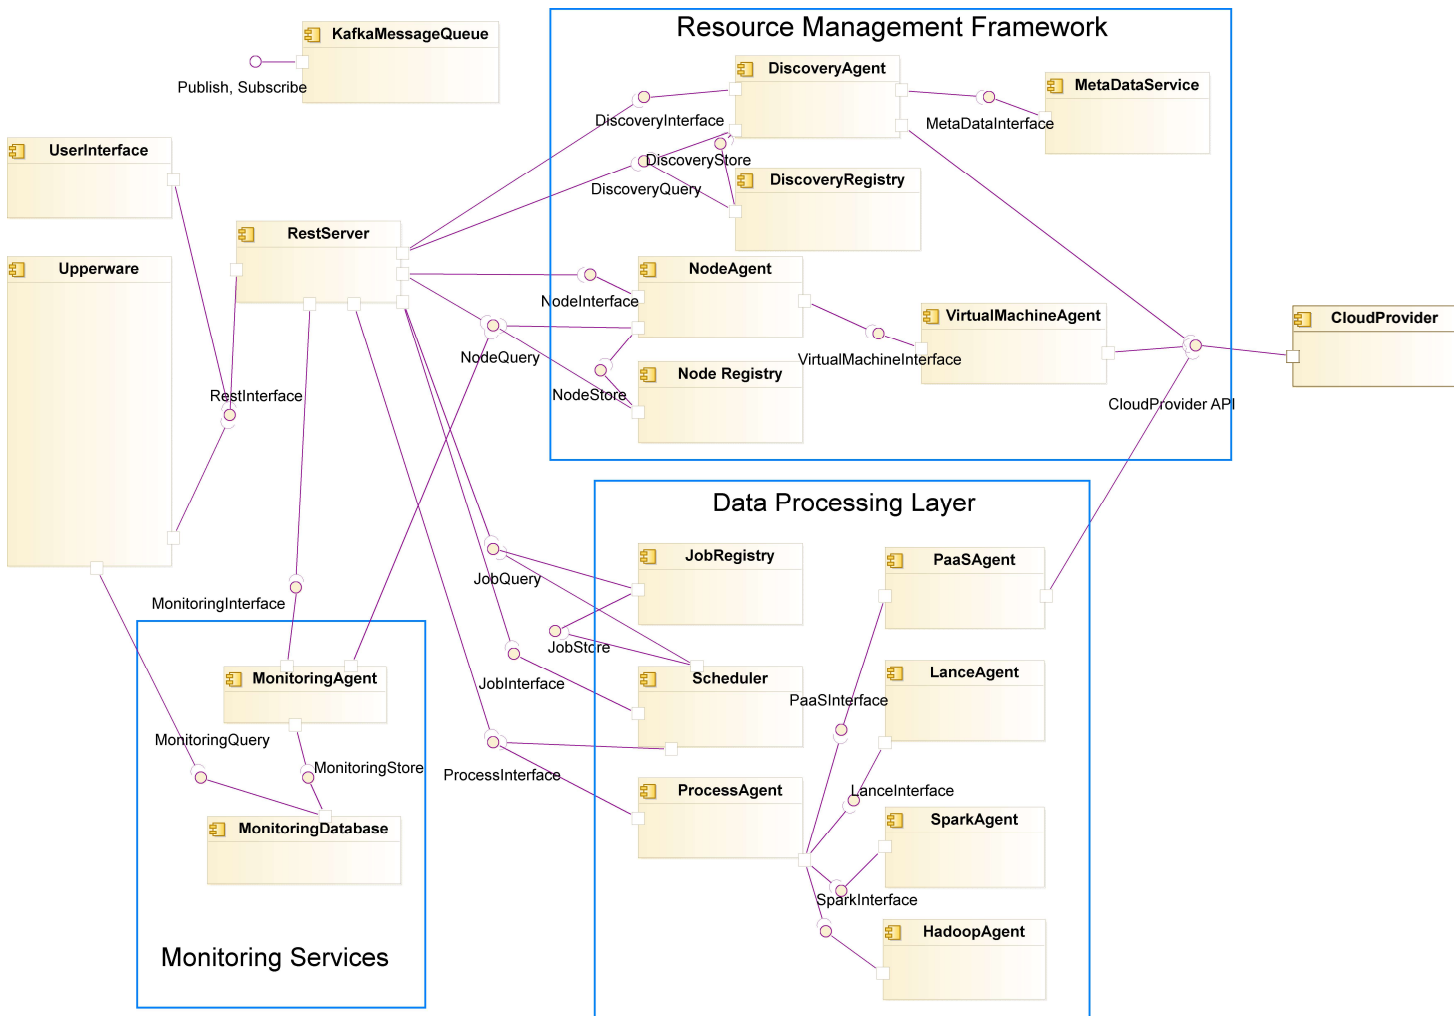 Resource Management Framework
KafkaMessageQueue
Publish, Subscribe
DiscoveryAgent
MetaDataService
DiscoveryInterface
MetaDataInterface
UserInterface
DiscoveryStore
DiscoveryQuery
DiscoveryRegistry
RestServer
Upperware
NodeAgent
NodeInterface
VirtualMachineAgent
CloudProvider
NodeQuery
VirtualMachineInterface
Node Registry
NodeStore
RestInterface
CloudProvider API
Data Processing Layer
JobRegistry
PaaSAgent
JobQuery
MonitoringInterface
JobStore
MonitoringAgent
Scheduler
LanceAgent
JobInterface
PaaSInterface
MonitoringQuery
MonitoringStore
ProcessInterface
ProcessAgent
LanceInterface
MonitoringDatabase
SparkAgent
SparkInterface
HadoopAgent
Monitoring Services